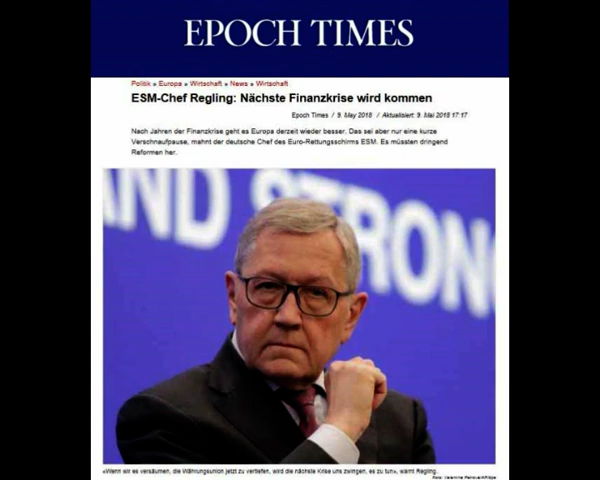 EPOCH TIMES
Politik » Europa » Wirtschaft » News » Wirtschaft
ESM-Chef Regling: Nächste Finanzkrise wird kommen
Epoch Times / 9. May 2018 / Aktualisiert: 9. Mai 2018 17:17
Nach Jahren der Finanzkrise geht es Europa derzeit wieder besser. Das sei aber nur eine kurze
Verschnaufpause, mahnt der deutsche Chef des Euro-Rettungsschirms ESM. Es müssten dringend
Reformen her.
AND STRONG
«Wenn wir es versäumen, die Währungsunion jetzt zu vertiefen, wird die nächste Krise uns zwingen, es zu tun», warnt Regling.
Foto: